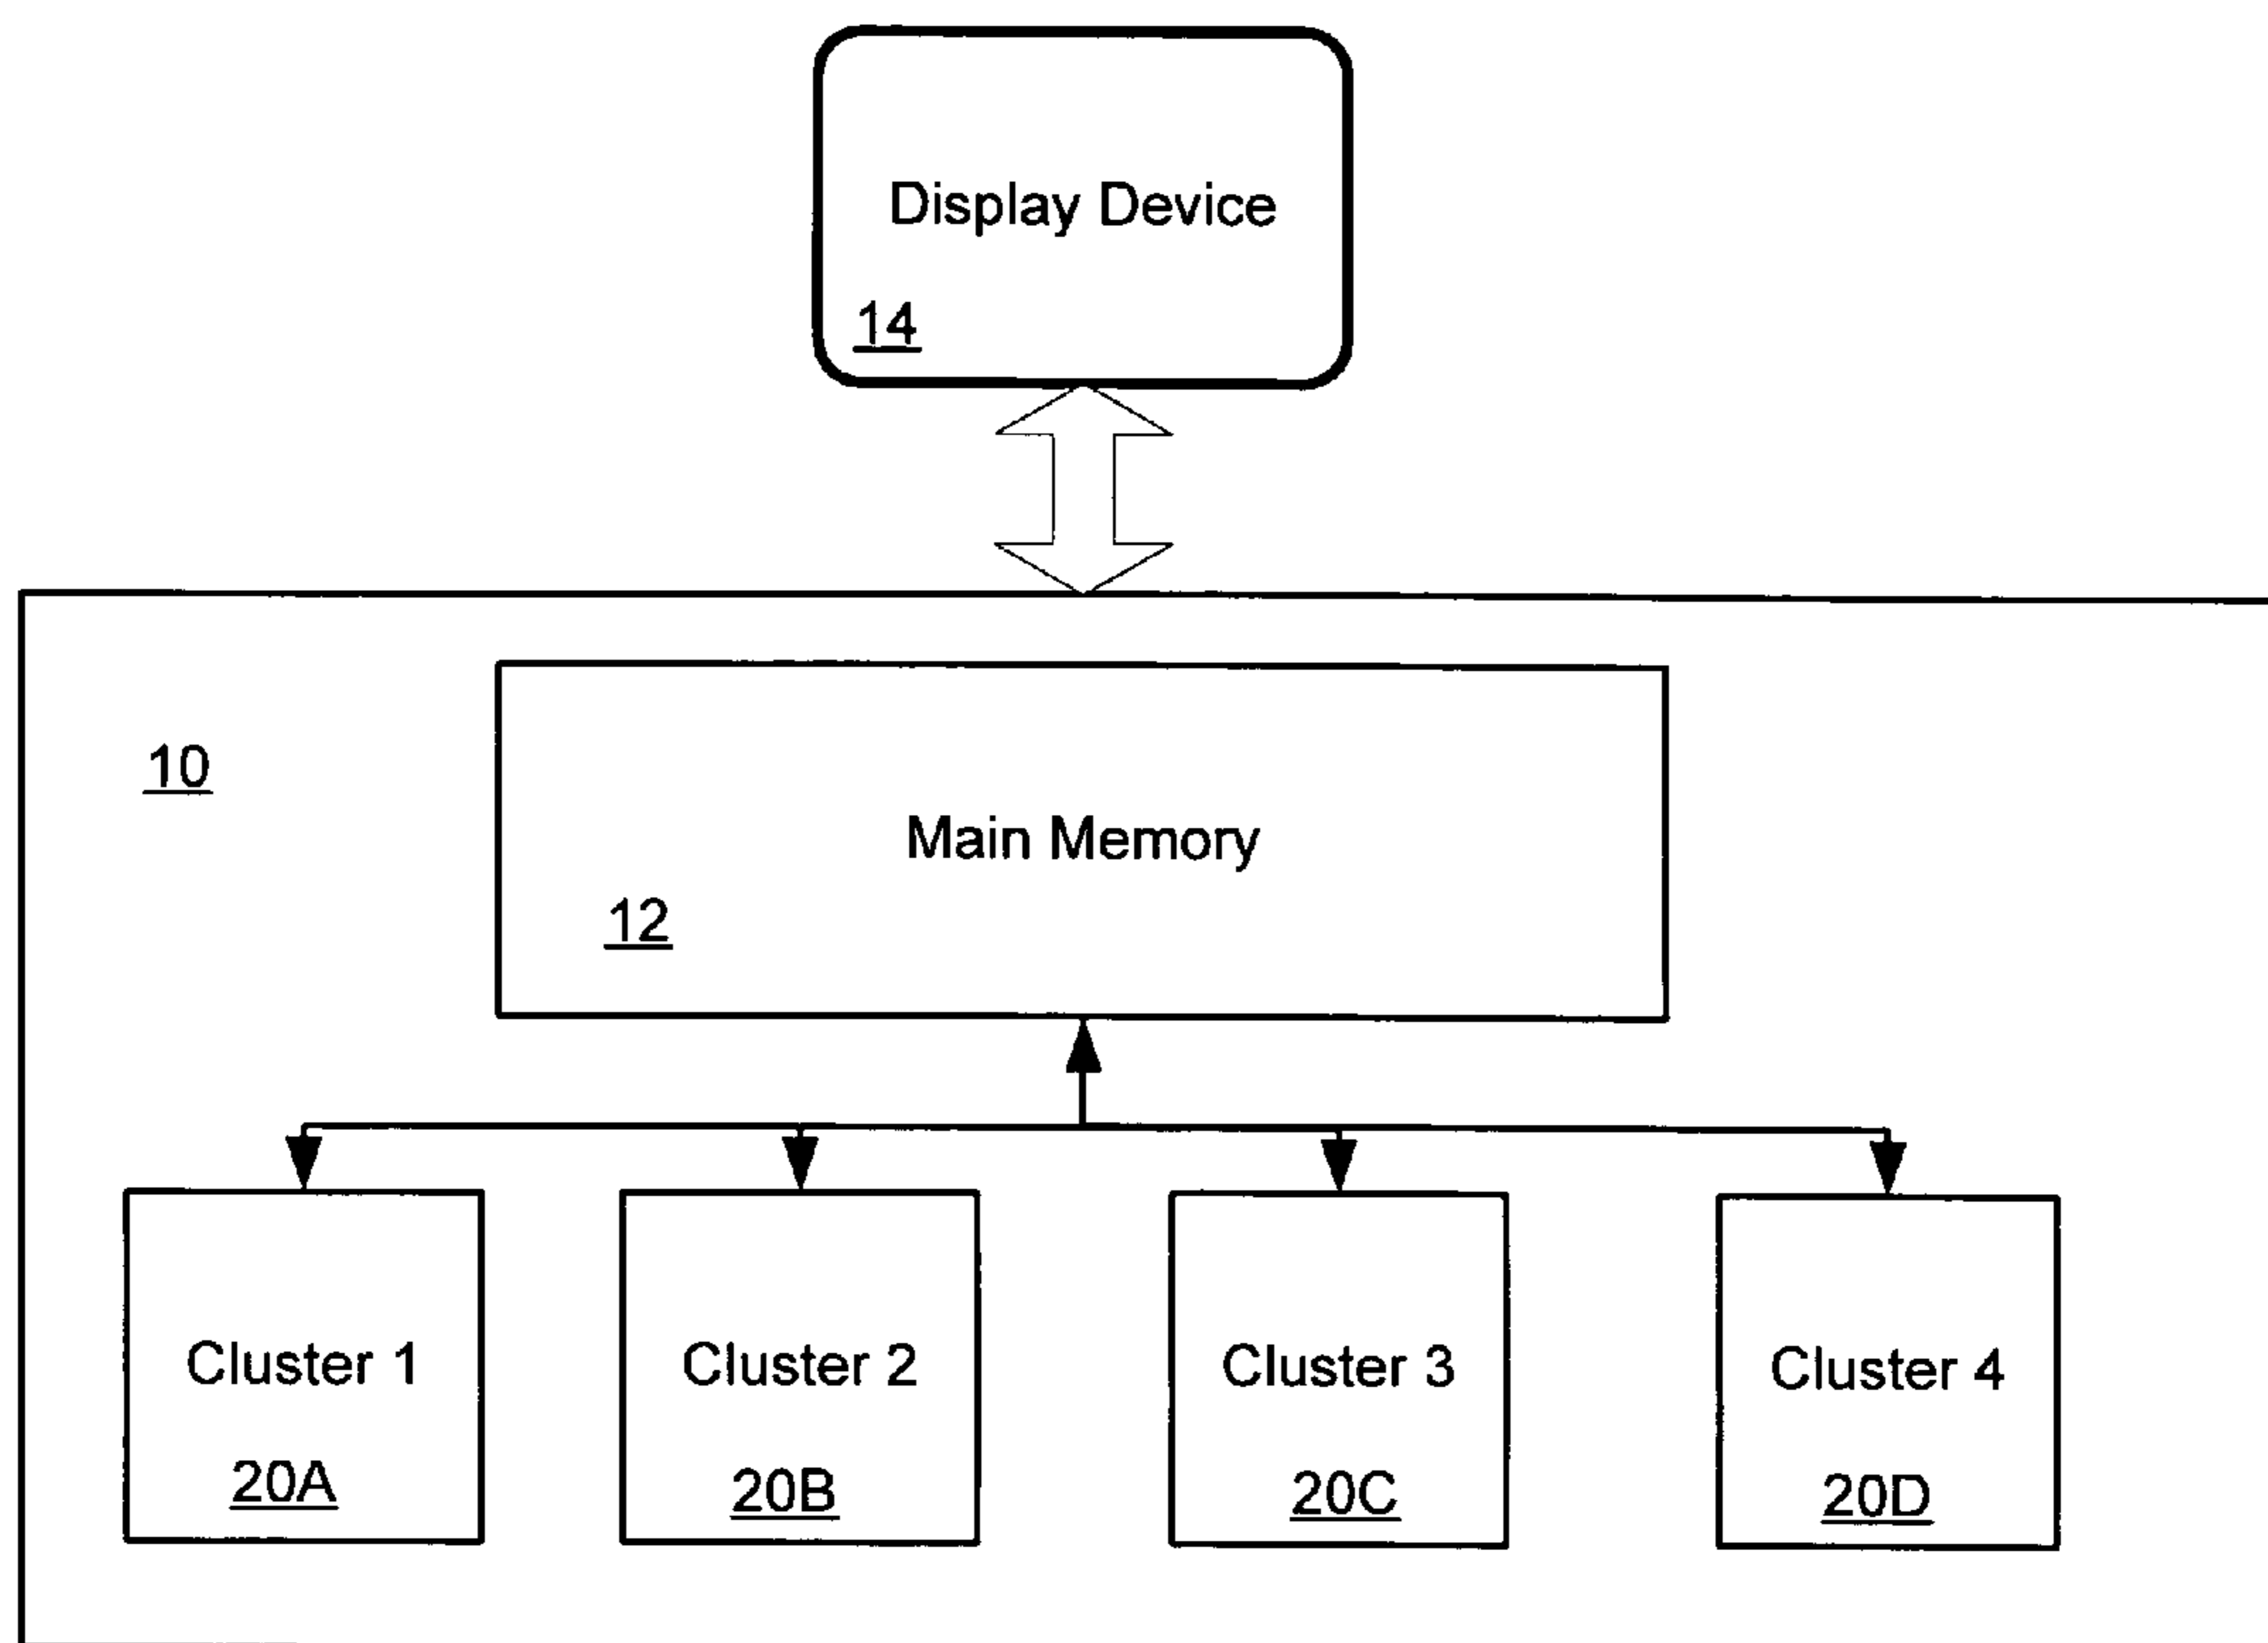 Display Device
14
10
Main Memory
12
Cluster 1
20A
Cluster 2
20B
Cluster 3
20C
Cluster 4
20D